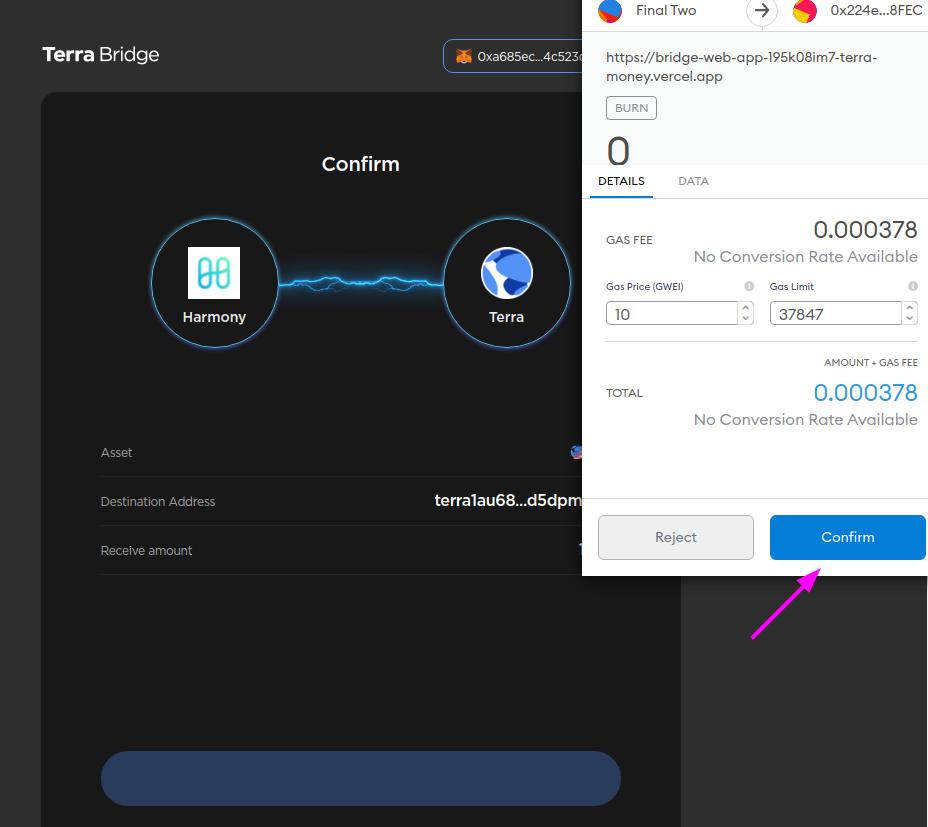 Terra Bridge
0xa685ec...4c523
Confirm
Harmony
Terra
Asset
Destination Address
terra1au68...d5dpm
Receive amount
Final Two
0x224e...8FEC
https://bridge-web-app-195k08im7-terra-
money.vercel.app
BURN
0
DETAILS
DATA
GAS FEE
0.000378
No Conversion Rate Available
Gas Price (GWEI)
Gas Limit
10
37847
AMOUNT + GAS FEE
TOTAL
0.000378
No Conversion Rate Available
Reject
Confirm